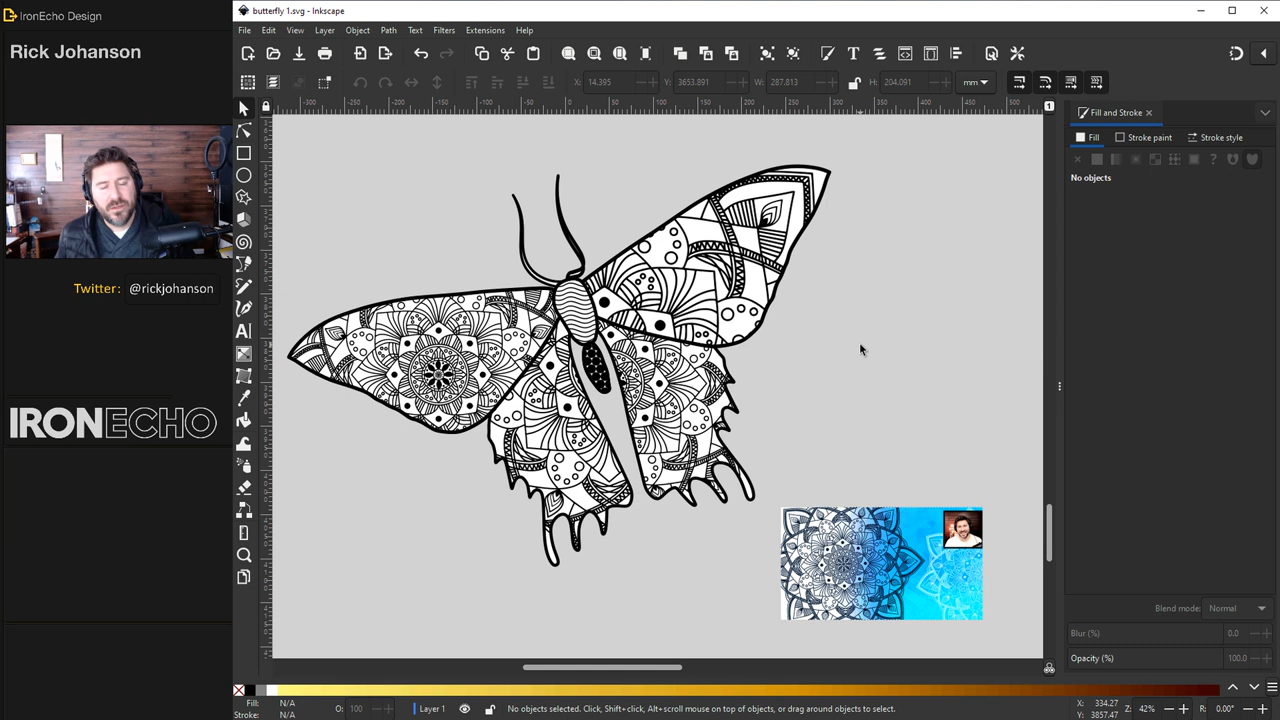 IronEcho Design
Rick Johanson
Twitter: @rickjohanson
IRONECHO
butterfly 1.svg - Inkscape
File Edit View Layer Object Path Text Filters Extensions Help
X: 14.395 Y: 3653.891 W: 287.813 H: 204.091 mm
Fill and Stroke
Fill Stroke paint Stroke style
No objects
Blend mode: Normal
Blur (%) 0.0
Opacity (%) 100.0
Fill: N/A
Stroke: N/A
O: 100
Layer 1
No objects selected. Click, Shift+click, Alt+scroll mouse on top of objects, or drag around objects to select.
X: 334.27
Y: 3857.47
Z: 42%
R: 0.00°